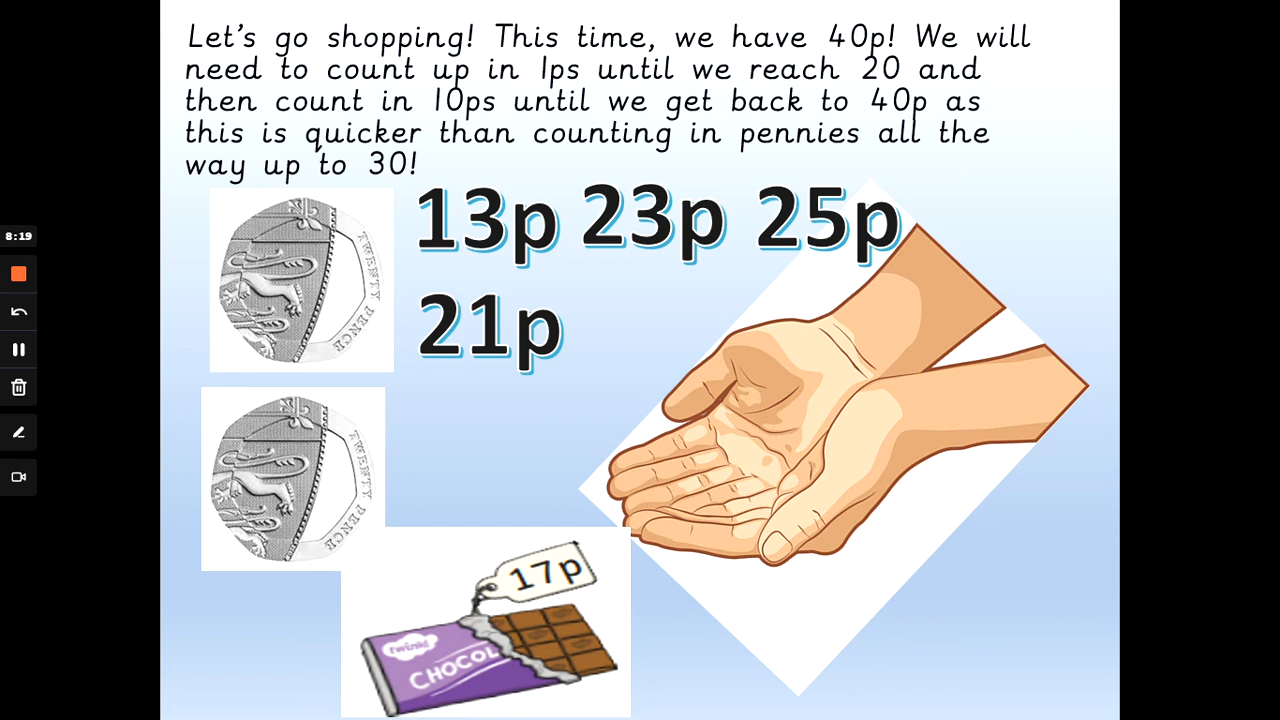 Let's go shopping! This time, we have 40p! We will
need to count up in 1ps until we reach 20 and
then count in 10ps until we get back to 40p as
this is quicker than counting in pennies all the
way up to 30!
13p 23p 25p
21p
TWENTY PENCE
TWENTY PENCE
17p
twinkl
CHOCOL
8:19